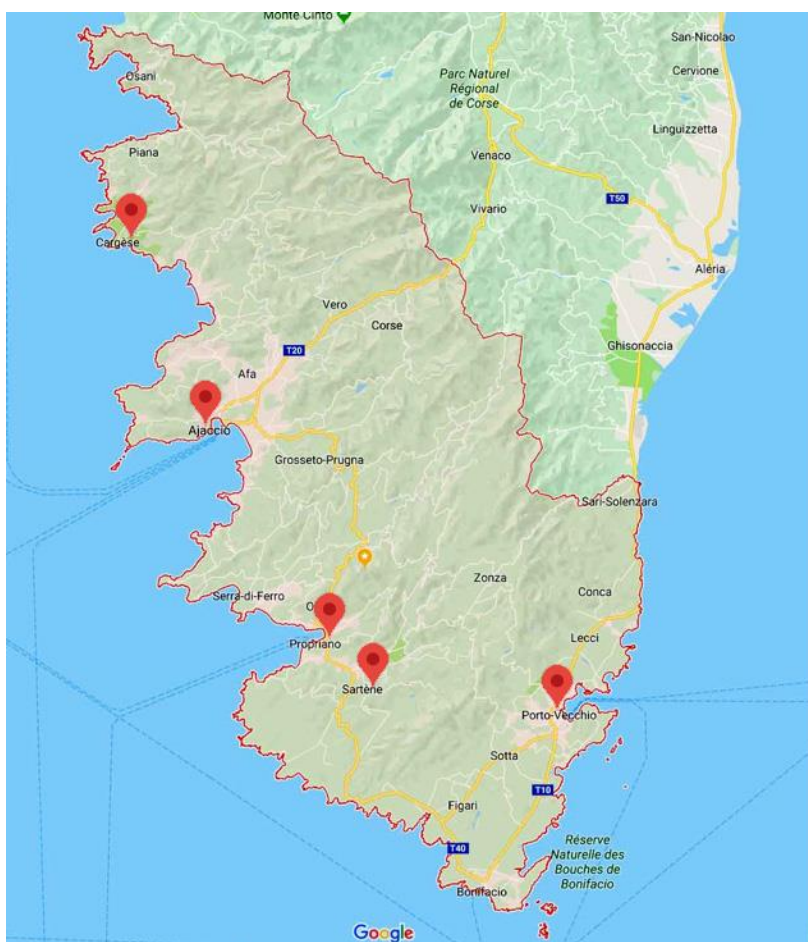 Monte Cinto
San-Nicolao
Osani
Parc Naturel
Régional
de Corse
Cervione
Linguizzetta
Piana
Venaco
T50
Vivario
Cargèse
Aléria
Vero
Corse
Ghisonaccia
T20
Afa
Ajaccio
Grosseto-Prugna
Sari-Solenzara
Zonza
Conca
Serra-di-Ferro
O
Lecci
Propriano
Sartène
Porto-Vecchio
Sotta
T10
Figari
Réserve
Naturelle des
Bouches de
Bonifacio
T40
Bonifacio
Google